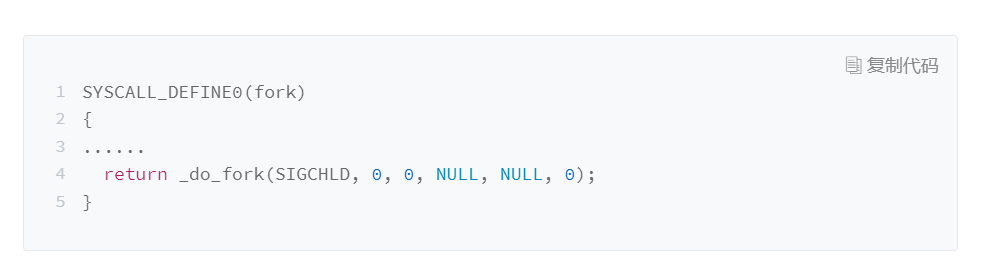 复制代码
1 SYSCALL_DEFINE0(fork)
2 {
3 ......
4   return _do_fork(SIGCHLD, 0, 0, NULL, NULL, 0);
5 }